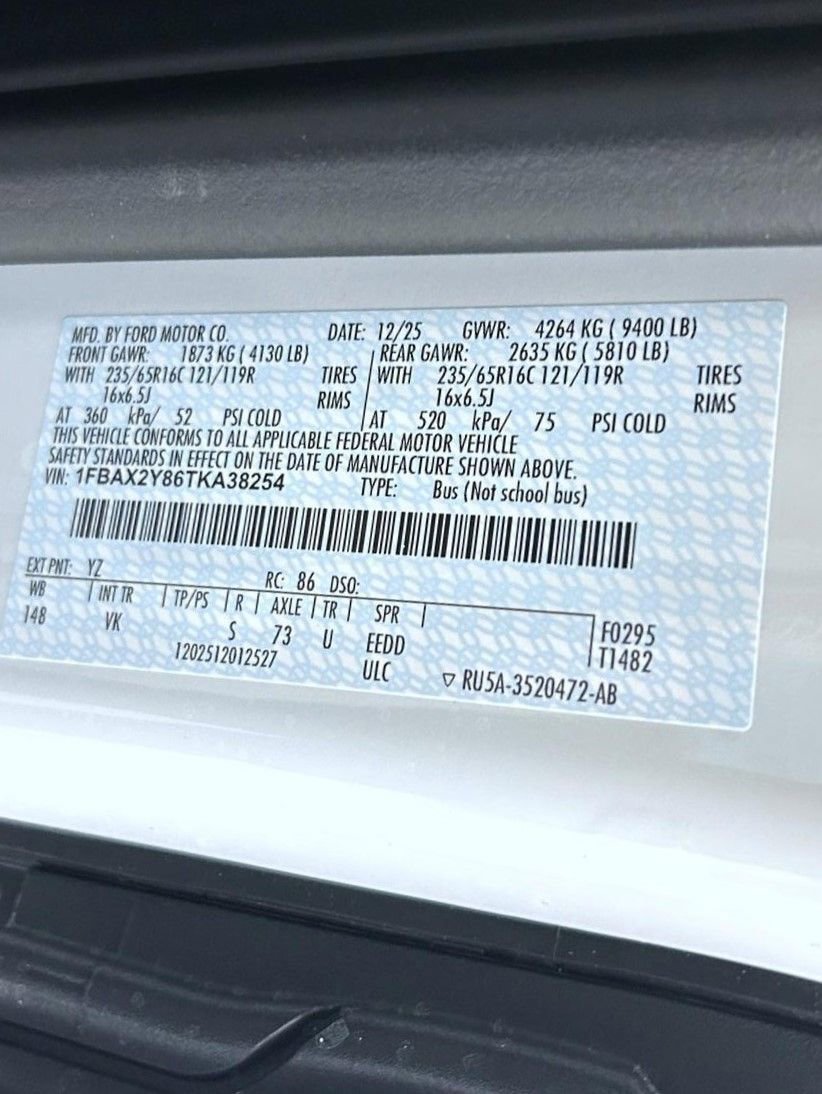 MFD. BY FORD MOTOR CO. DATE: 12/25 GVWR: 4264 KG ( 9400 LB)
FRONT GAWR: 1873 KG ( 4130 LB) REAR GAWR: 2635 KG ( 5810 LB)
WITH 235/65R16C 121/119R TIRES WITH 235/65R16C 121/119R TIRES
16x6.5J RIMS 16x6.5J RIMS
AT 360 kPa/ 52 PSI COLD AT 520 kPa/ 75 PSI COLD
THIS VEHICLE CONFORMS TO ALL APPLICABLE FEDERAL MOTOR VEHICLE
SAFETY STANDARDS IN EFFECT ON THE DATE OF MANUFACTURE SHOWN ABOVE.
VIN: 1FBAX2Y86TKA38254 TYPE: Bus (Not school bus)
EXT PNT: YZ RC: 86 DSO:
WB INT TR TP/PS R AXLE TR SPR
148 VK S 73 U EEDD F0295
1202512012527 ULC T1482
▽ RU5A-3520472-AB